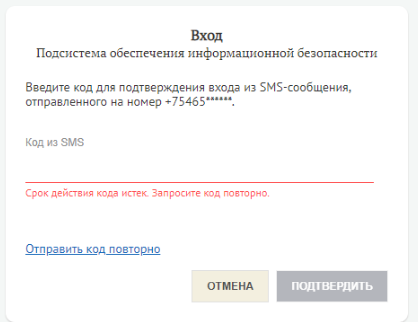 Вход
Подсистема обеспечения информационной безопасности
Введите код для подтверждения входа из SMS-сообщения,
отправленного на номер +75465******.
Код из SMS
Срок действия кода истек. Запросите код повторно.
Отправить код повторно
ОТМЕНА
ПОДТВЕРДИТЬ